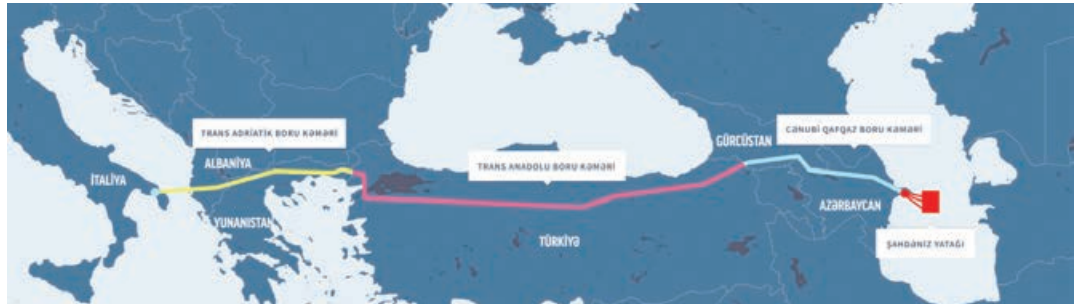 TRANS ADRİATİK BORU KƏMƏRİ
ALBANİYA
İTALİYA
YUNANISTAN
TRANS ANADOLU BORU KƏMƏRİ
TÜRKİYƏ
GÜRCÜSTAN
CƏNUBİ QAFQAZ BORU KƏMƏRİ
AZƏRBAYCAN
ŞAHDƏNİZ YATAĞI